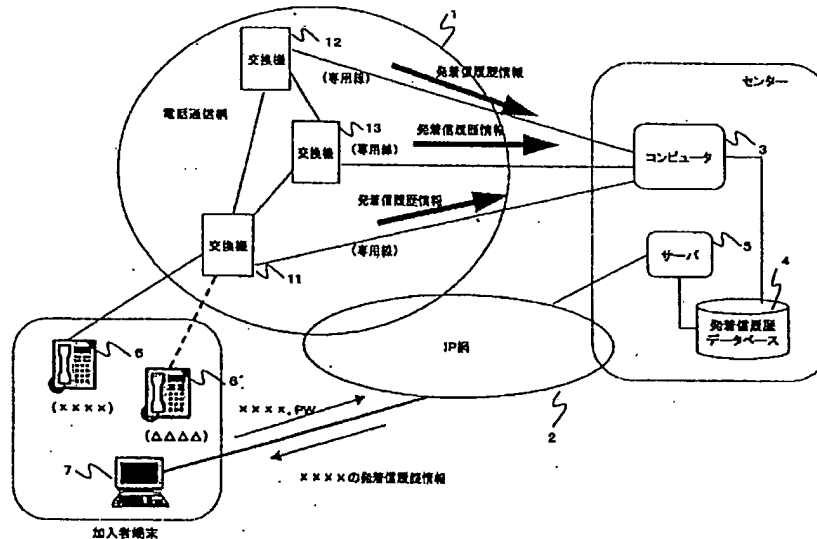 1
12
交換機
(専用線)
発着信履歴情報
センター
電話通信網
13
交換機
(専用線)
発着信履歴情報
コンピュータ
3
発着信履歴情報
交換機
(専用線)
11
サーバ
5
4
発着信履歴
データベース
IP網
2
6
(××××)
6'
(△△△△)
××××,PW
7
××××の発着信履歴情報
加入者端末